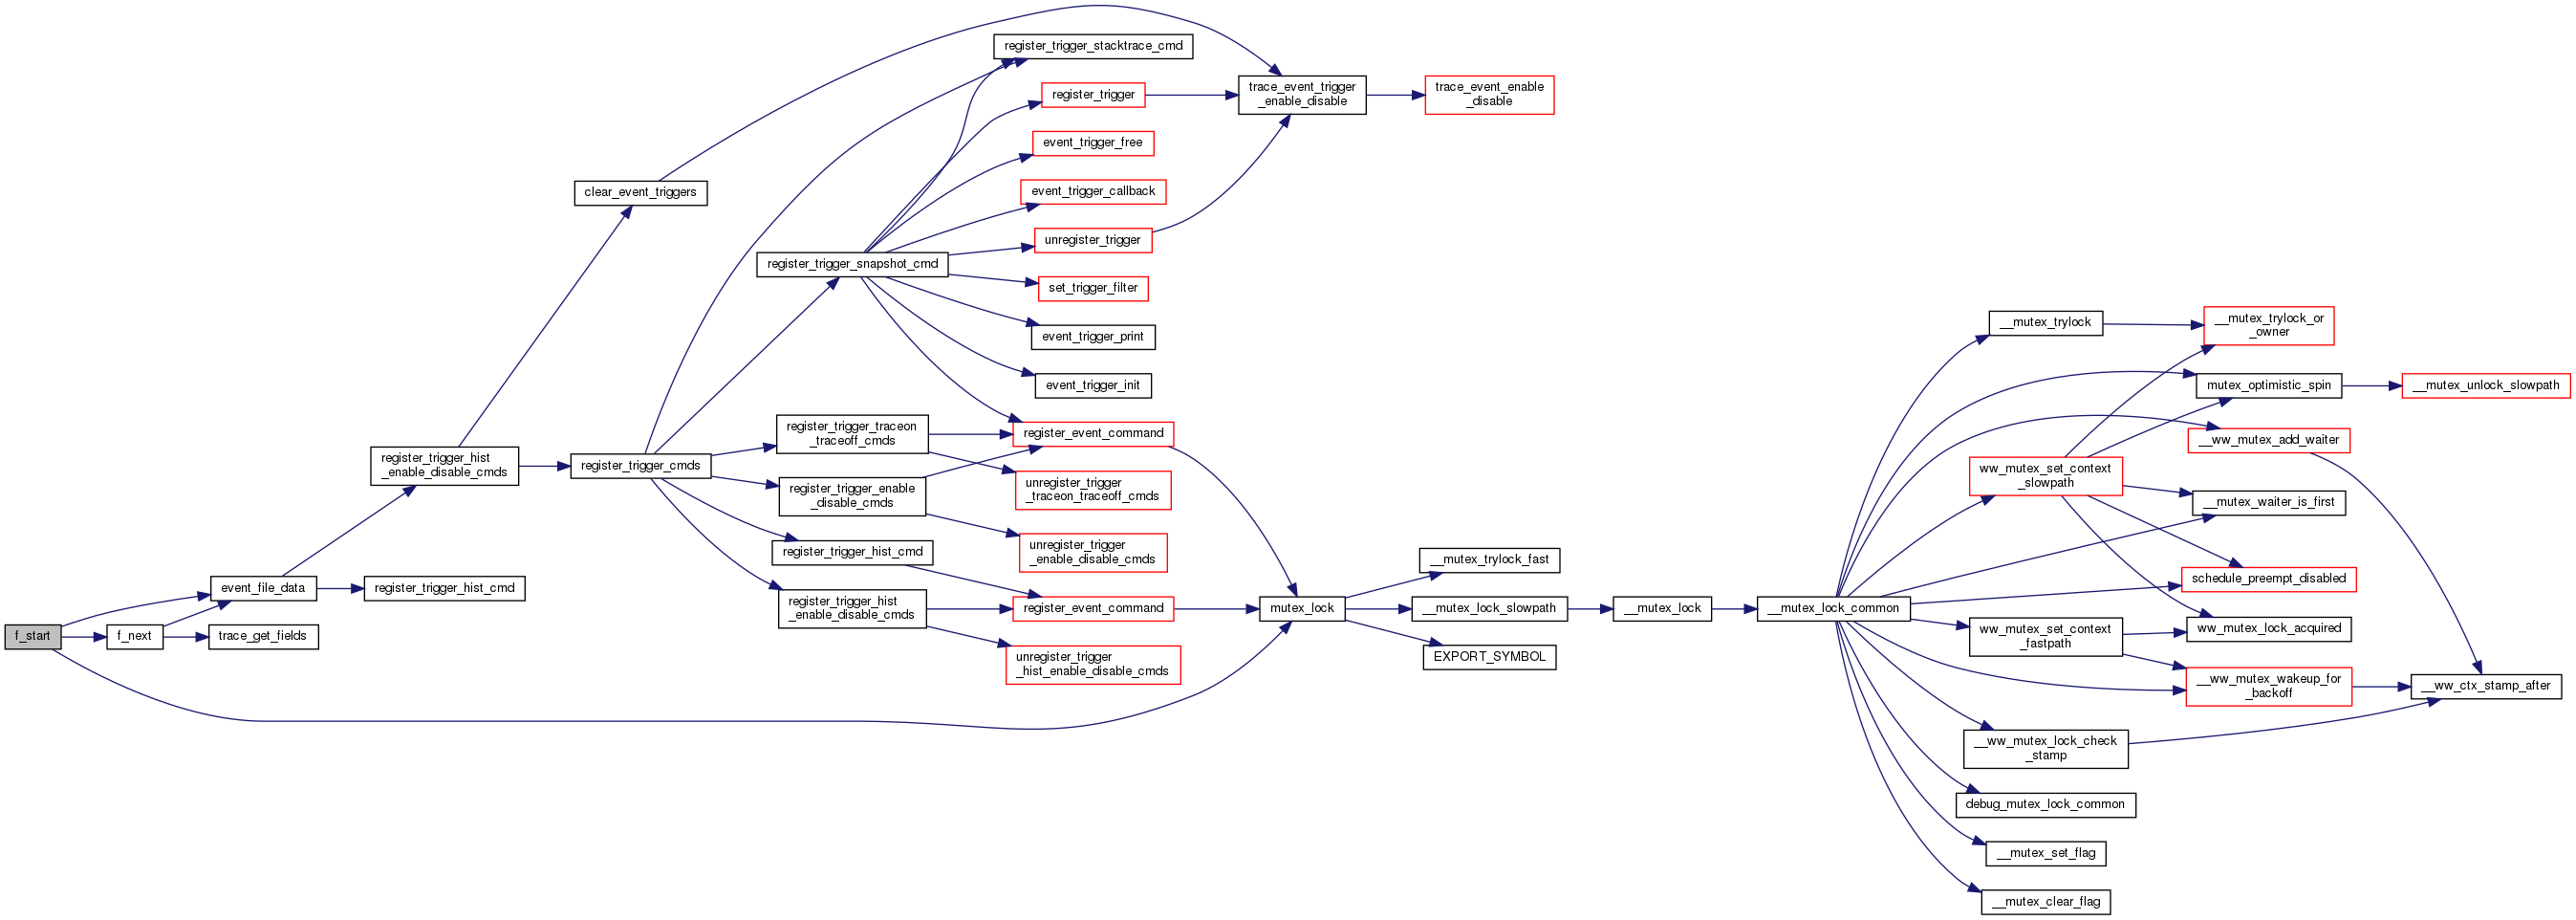 f_start
f_next
event_file_data
trace_get_fields
register_trigger_hist
_enable_disable_cmds
register_trigger_hist_cmd
clear_event_triggers
register_trigger_cmds
register_trigger_snapshot_cmd
register_trigger_traceon
_traceoff_cmds
register_trigger_enable
_disable_cmds
register_trigger_hist_cmd
register_trigger_hist
_enable_disable_cmds
register_trigger_stacktrace_cmd
register_trigger
event_trigger_free
event_trigger_callback
unregister_trigger
set_trigger_filter
event_trigger_print
event_trigger_init
register_event_command
unregister_trigger
_traceon_traceoff_cmds
unregister_trigger
_enable_disable_cmds
register_event_command
unregister_trigger
_hist_enable_disable_cmds
trace_event_trigger
_enable_disable
trace_event_enable
_disable
mutex_lock
__mutex_trylock_fast
__mutex_lock_slowpath
EXPORT_SYMBOL
__mutex_lock
__mutex_lock_common
__mutex_trylock
ww_mutex_set_context
_slowpath
ww_mutex_set_context
_fastpath
__ww_mutex_lock_check
_stamp
debug_mutex_lock_common
__mutex_set_flag
__mutex_clear_flag
__mutex_trylock_or
_owner
mutex_optimistic_spin
__ww_mutex_add_waiter
__mutex_waiter_is_first
schedule_preempt_disabled
ww_mutex_lock_acquired
__ww_mutex_wakeup_for
_backoff
__mutex_unlock_slowpath
__ww_ctx_stamp_after